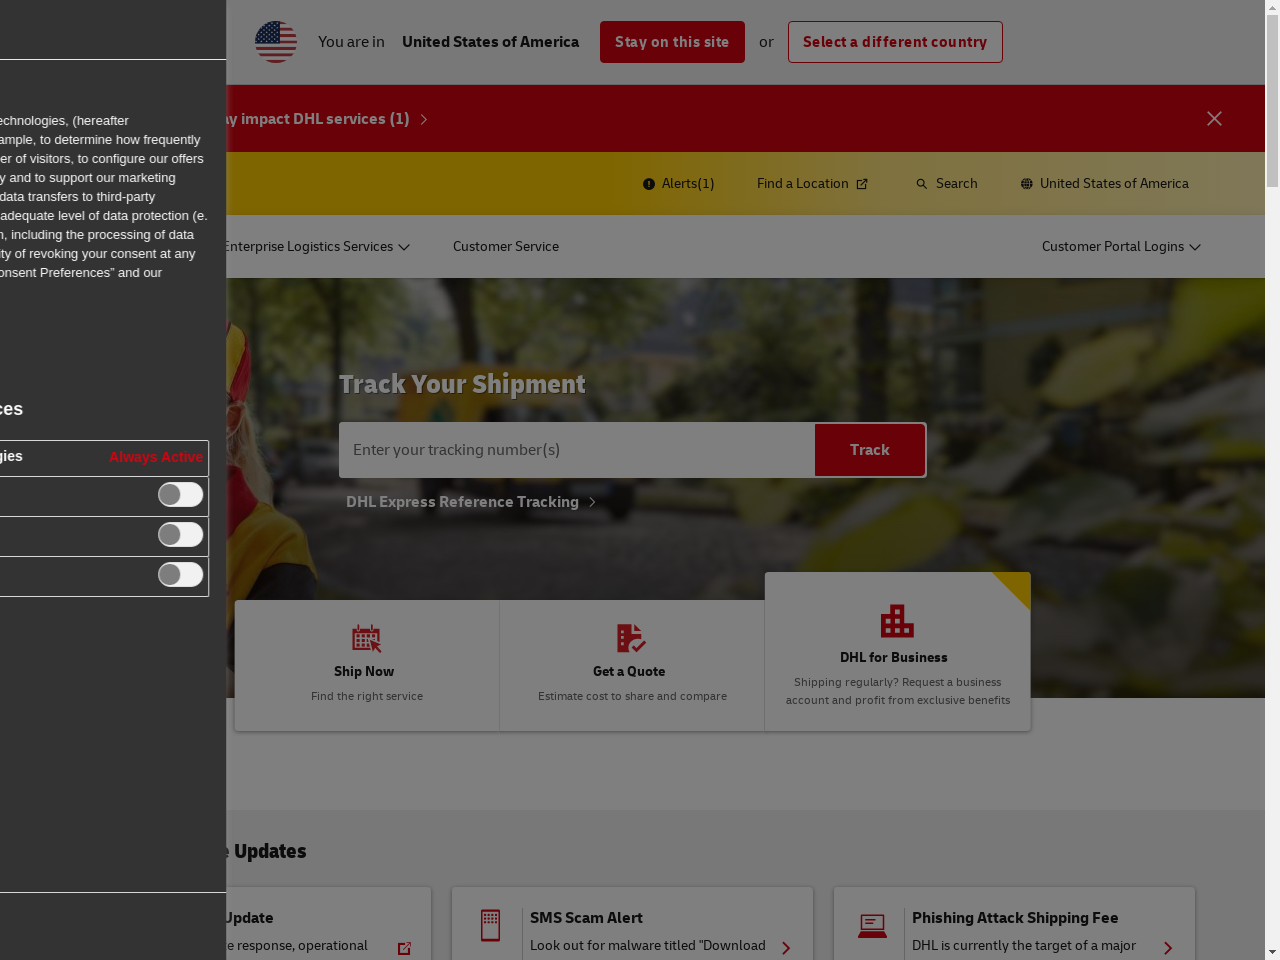 You are in United States of America Stay on this site or Select a different country
echnologies, (hereafter
ample, to determine how frequently
er of visitors, to configure our offers
y and to support our marketing
data transfers to third-party
adequate level of data protection (e.
n, including the processing of data
ity of revoking your consent at any
onsent Preferences” and our
ces
gies Always Active
ay impact DHL services (1)
Alerts(1) Find a Location Search United States of America
Enterprise Logistics Services Customer Service Customer Portal Logins
Track Your Shipment
Enter your tracking number(s) Track
DHL Express Reference Tracking
Ship Now
Find the right service
Get a Quote
Estimate cost to share and compare
DHL for Business
Shipping regularly? Request a business
account and profit from exclusive benefits
e Updates
Update
e response, operational
SMS Scam Alert
Look out for malware titled "Download
Phishing Attack Shipping Fee
DHL is currently the target of a major